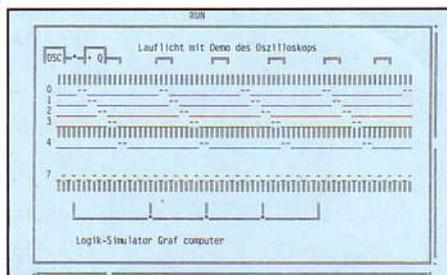 RUN
Lauflicht mit Demo des Oszilloskops
OSC
Q
0
1
2
3
4
7
Logik-Simulator Graf computer